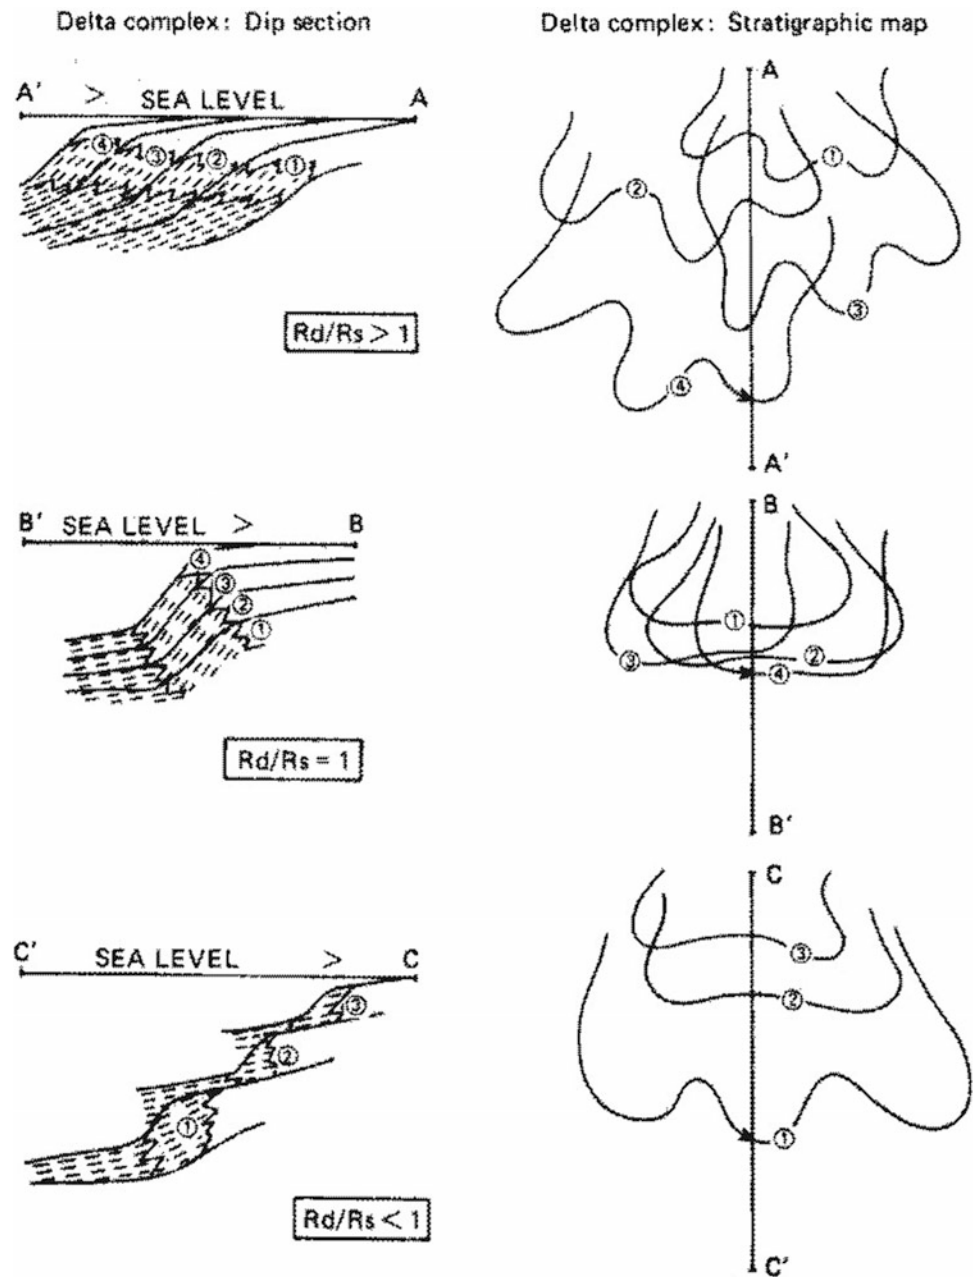 Delta complex: Dip section
Delta complex: Stratigraphic map
A' > SEA LEVEL A
④ ③ ② ①
Rd/Rs > 1
A
①
②
③
④
A'
B' SEA LEVEL > B
④
③
②
①
Rd/Rs = 1
B
①
③ ②
④
B'
C' SEA LEVEL > C
③
②
①
Rd/Rs < 1
C
③
②
①
C'